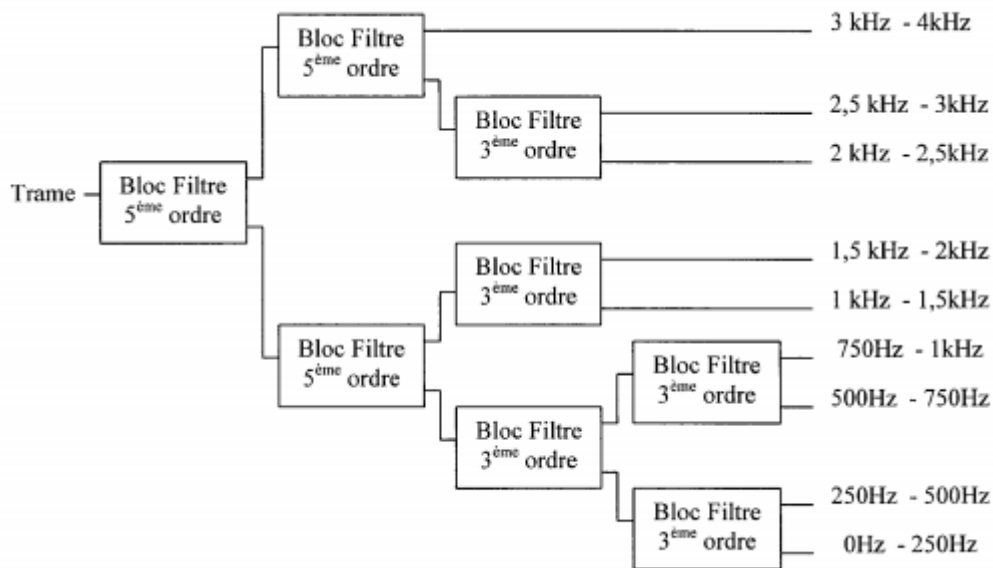 Trame
Bloc Filtre
5ème ordre
Bloc Filtre
5ème ordre
3 kHz - 4kHz
Bloc Filtre
3ème ordre
2,5 kHz - 3kHz
2 kHz - 2,5kHz
Bloc Filtre
5ème ordre
Bloc Filtre
3ème ordre
1,5 kHz - 2kHz
1 kHz - 1,5kHz
Bloc Filtre
3ème ordre
Bloc Filtre
3ème ordre
750Hz - 1kHz
500Hz - 750Hz
Bloc Filtre
3ème ordre
250Hz - 500Hz
0Hz - 250Hz